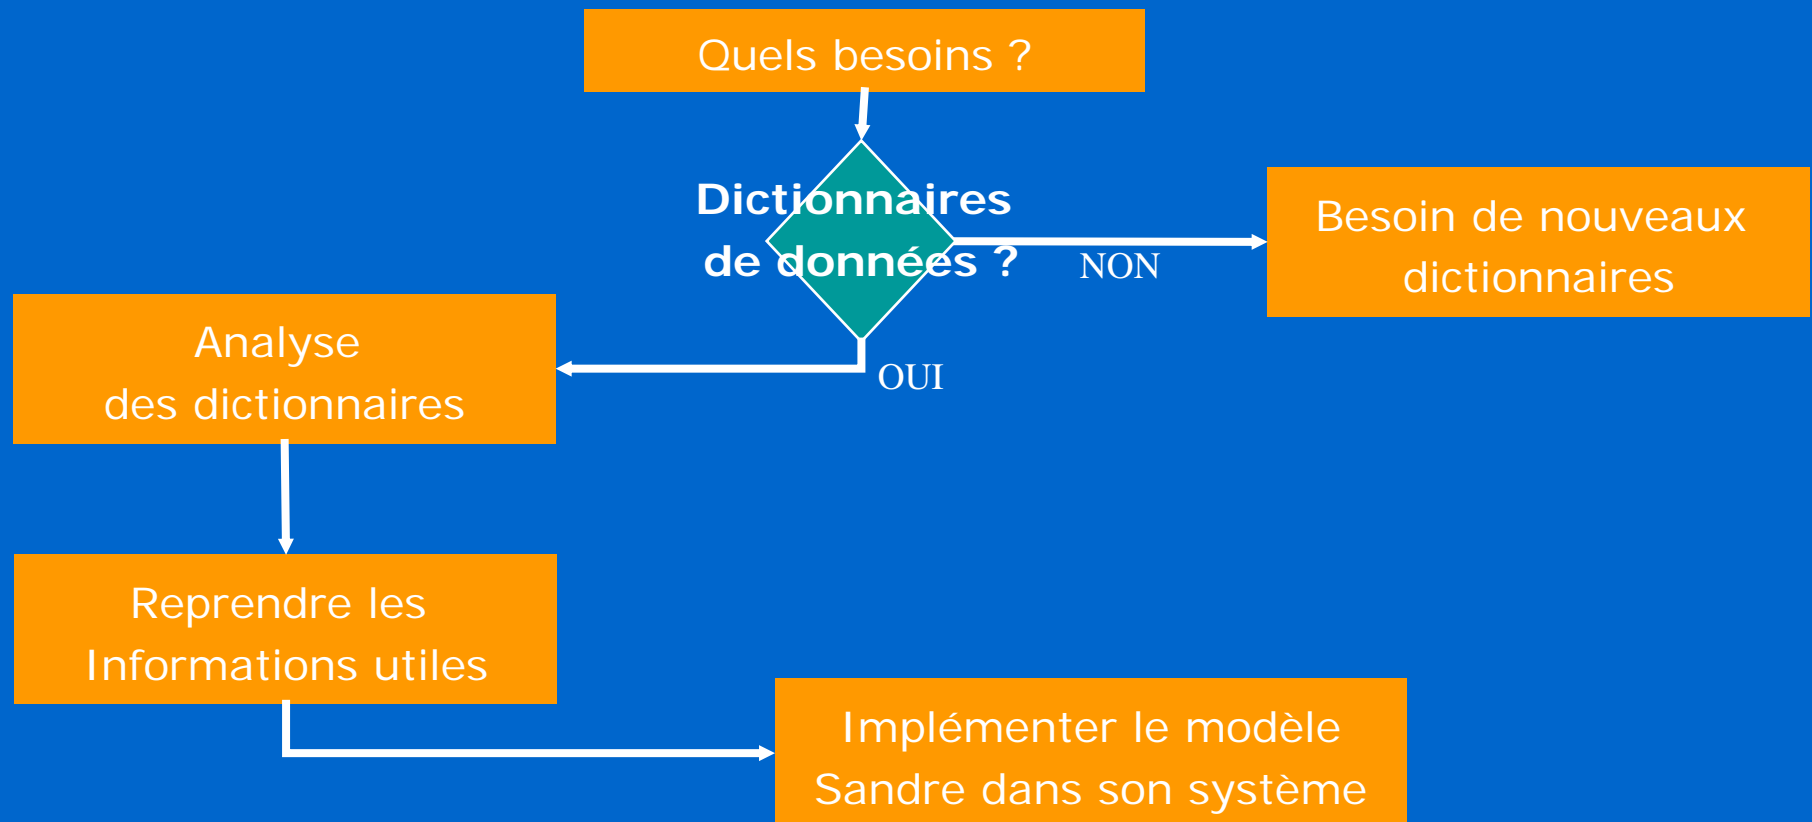 Quels besoins ?
Dictionnaires
de données ?
NON
Besoin de nouveaux
dictionnaires
OUI
Analyse
des dictionnaires
Reprendre les
Informations utiles
Implémenter le modèle
Sandre dans son système